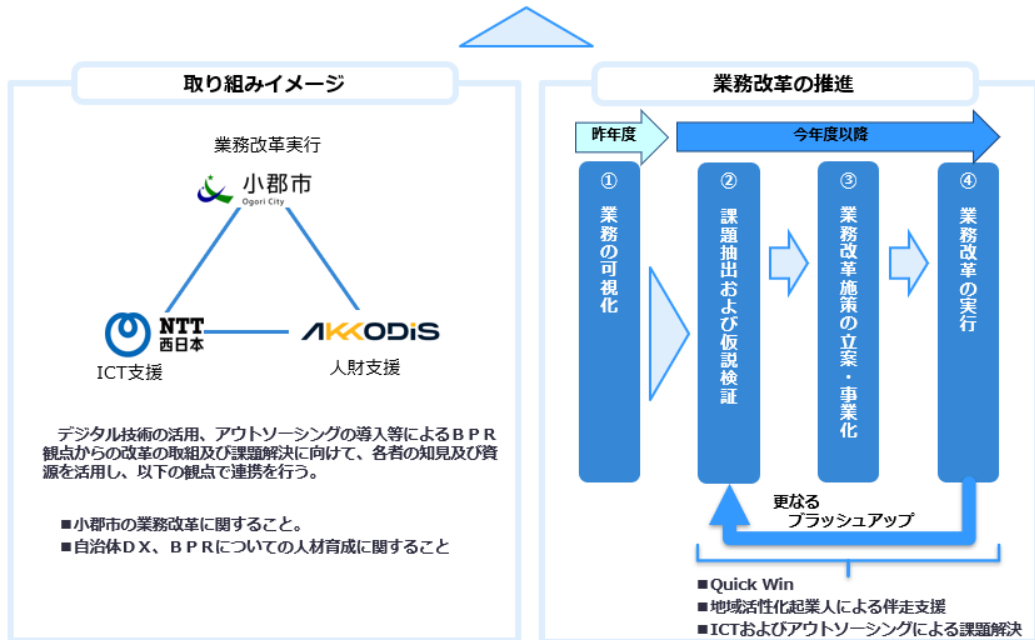 取り組みイメージ
業務改革実行
小郡市
Ogori City
NTT
西日本
ICT支援
AKKODiS
人財支援
デジタル技術の活用、アウトソーシングの導入等によるＢＰＲ
観点からの改革の取組及び課題解決に向けて、各者の知見及び資
源を活用し、以下の観点で連携を行う。
■小郡市の業務改革に関すること。
■自治体ＤＸ、ＢＰＲについての人材育成に関すること
業務改革の推進
昨年度
今年度以降
① 業務の可視化
② 課題抽出および仮説検証
③ 業務改革施策の立案・事業化
④ 業務改革の実行
更なる
ブラッシュアップ
■Quick Win
■地域活性化起業人による伴走支援
■ICTおよびアウトソーシングによる課題解決